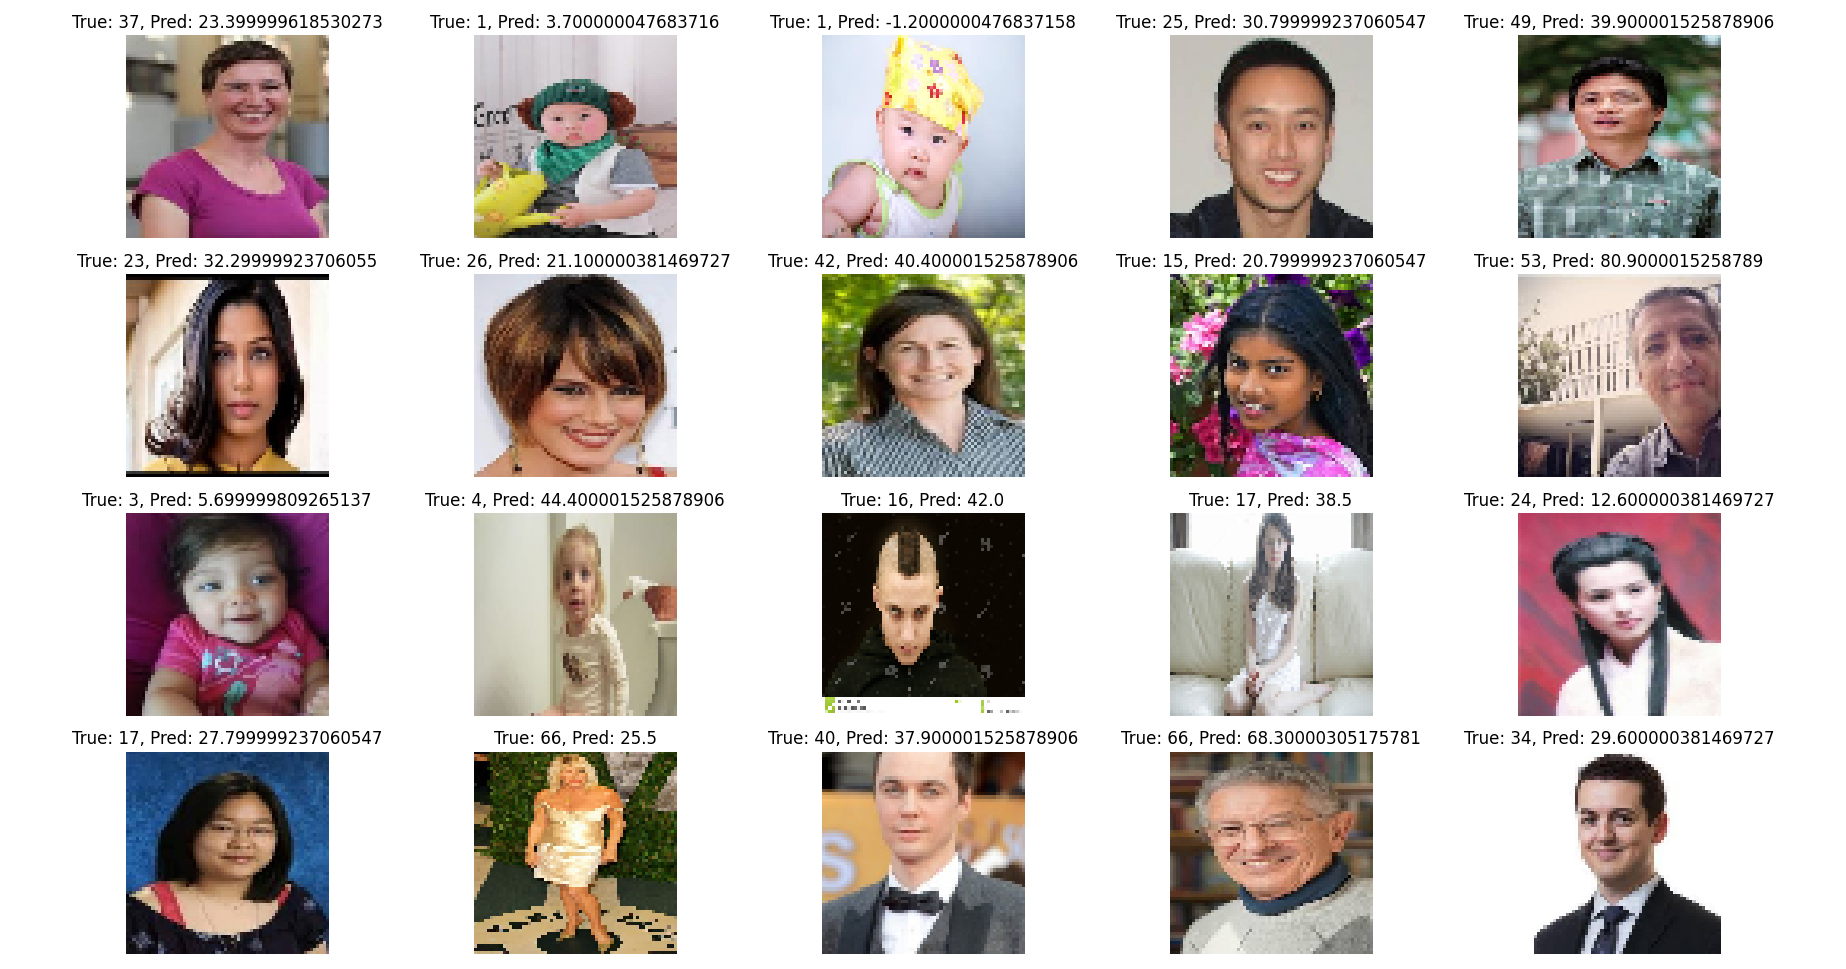 True: 37, Pred: 23.399999618530273
True: 1, Pred: 3.700000047683716
True: 1, Pred: -1.2000000476837158
True: 25, Pred: 30.799999237060547
True: 49, Pred: 39.900001525878906
True: 23, Pred: 32.29999923706055
True: 26, Pred: 21.100000381469727
True: 42, Pred: 40.400001525878906
True: 15, Pred: 20.799999237060547
True: 53, Pred: 80.9000015258789
True: 3, Pred: 5.699999809265137
True: 4, Pred: 44.400001525878906
True: 16, Pred: 42.0
True: 17, Pred: 38.5
True: 24, Pred: 12.600000381469727
True: 17, Pred: 27.799999237060547
True: 66, Pred: 25.5
True: 40, Pred: 37.900001525878906
True: 66, Pred: 68.30000305175781
True: 34, Pred: 29.600000381469727